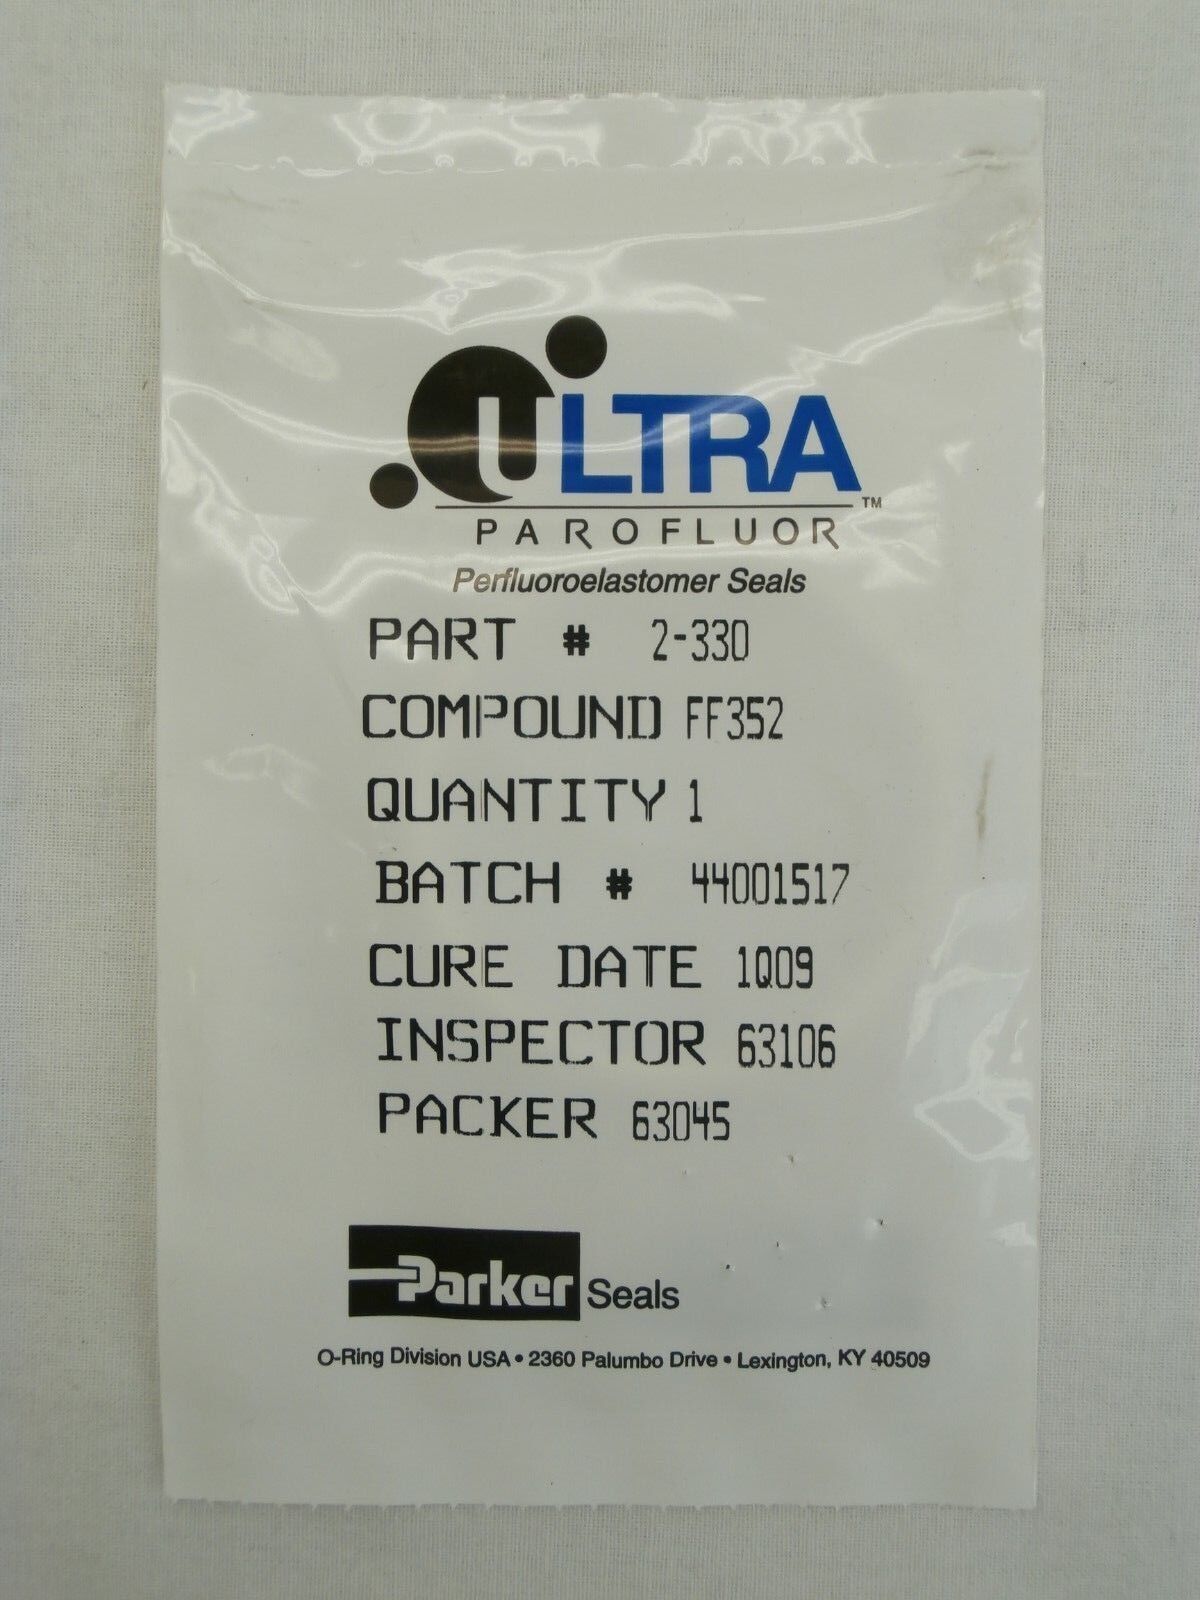 ULTRA™
PAROFLUOR
Perfluoroelastomer Seals
PART # 2-330
COMPOUND FF352
QUANTITY 1
BATCH # 44001517
CURE DATE 1Q09
INSPECTOR 63106
PACKER 63045
Parker Seals
O-Ring Division USA • 2360 Palumbo Drive • Lexington, KY 40509